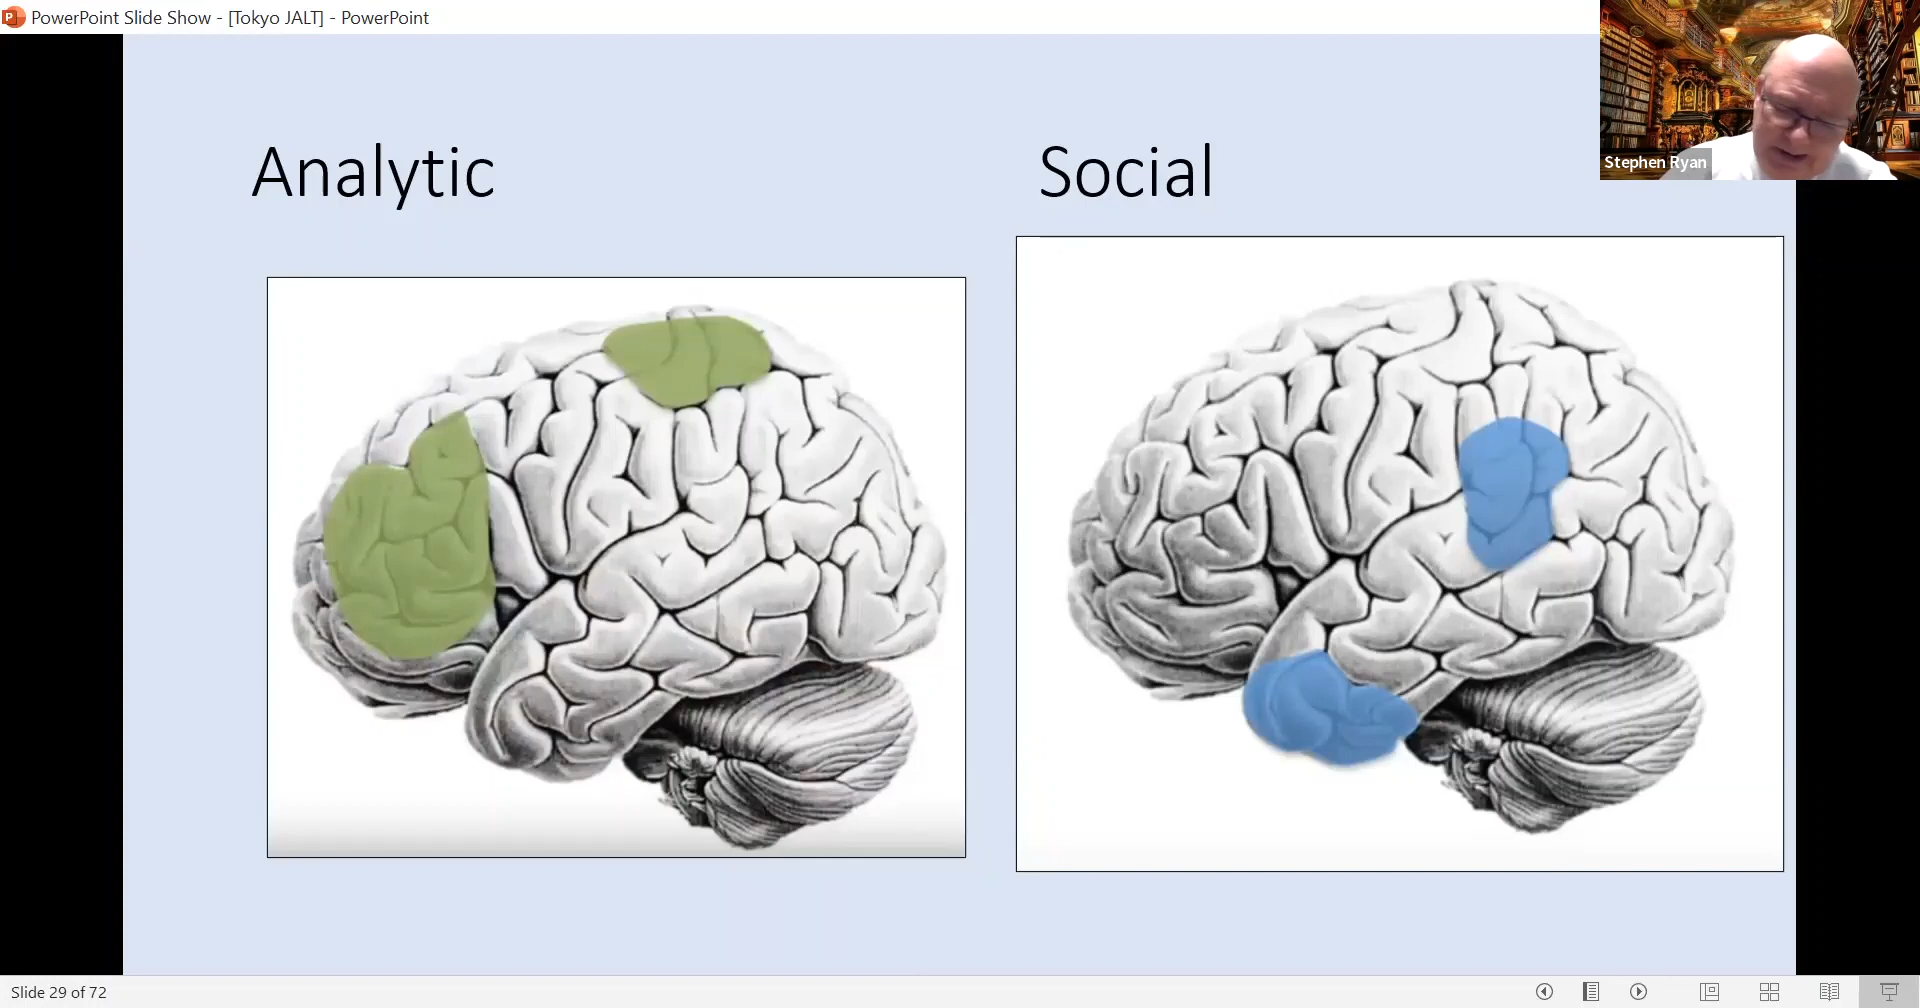 PowerPoint Slide Show - [Tokyo JALT] - PowerPoint
Stephen Ryan
Analytic
Social
Slide 29 of 72